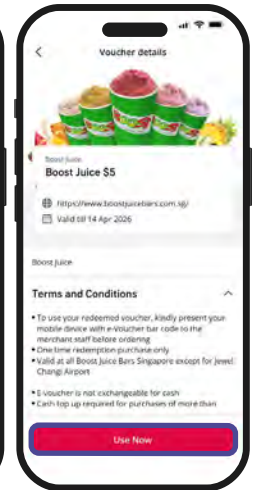 Voucher details
boost
Boost Juice
Boost Juice $5
https://www.boostjuicebars.com.sg/
Valid till 14 Apr 2026
Boost Juice
Terms and Conditions
• To use your redeemed voucher, kindly present your
mobile device with e-Voucher bar code to the
merchant staff before ordering
• One time redemption purchase only
• Valid at all Boost Juice Bars Singapore except for Jewel
Changi Airport
• E-voucher is not exchangeable for cash
• Cash top up required for purchases of more than
Use Now